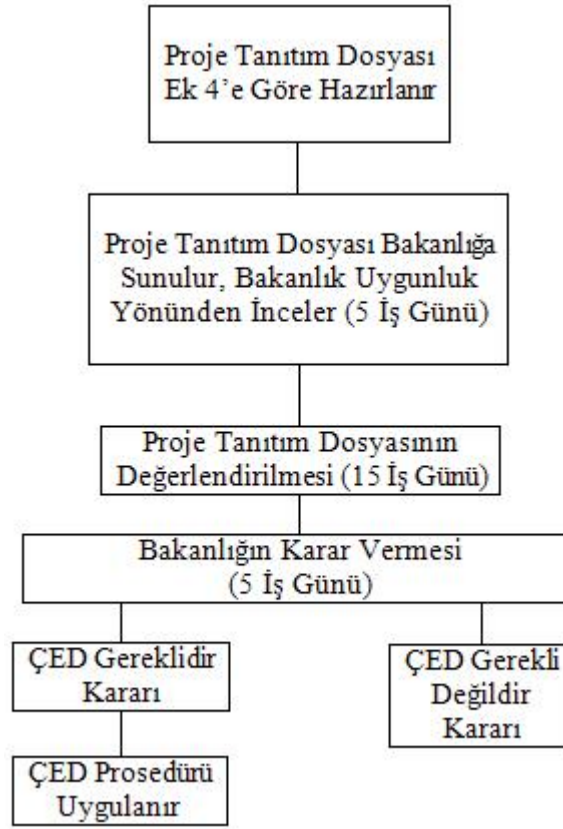 Proje Tanıtım Dosyası
Ek 4’e Göre Hazırlanır
Proje Tanıtım Dosyası Bakanlığa
Sunulur, Bakanlık Uygunluk
Yönünden İnceler (5 İş Günü)
Proje Tanıtım Dosyasının
Değerlendirilmesi (15 İş Günü)
Bakanlığın Karar Vermesi
(5 İş Günü)
ÇED Gereklidir
Kararı
ÇED Gerekli
Değildir
Kararı
ÇED Prosedürü
Uygulanır